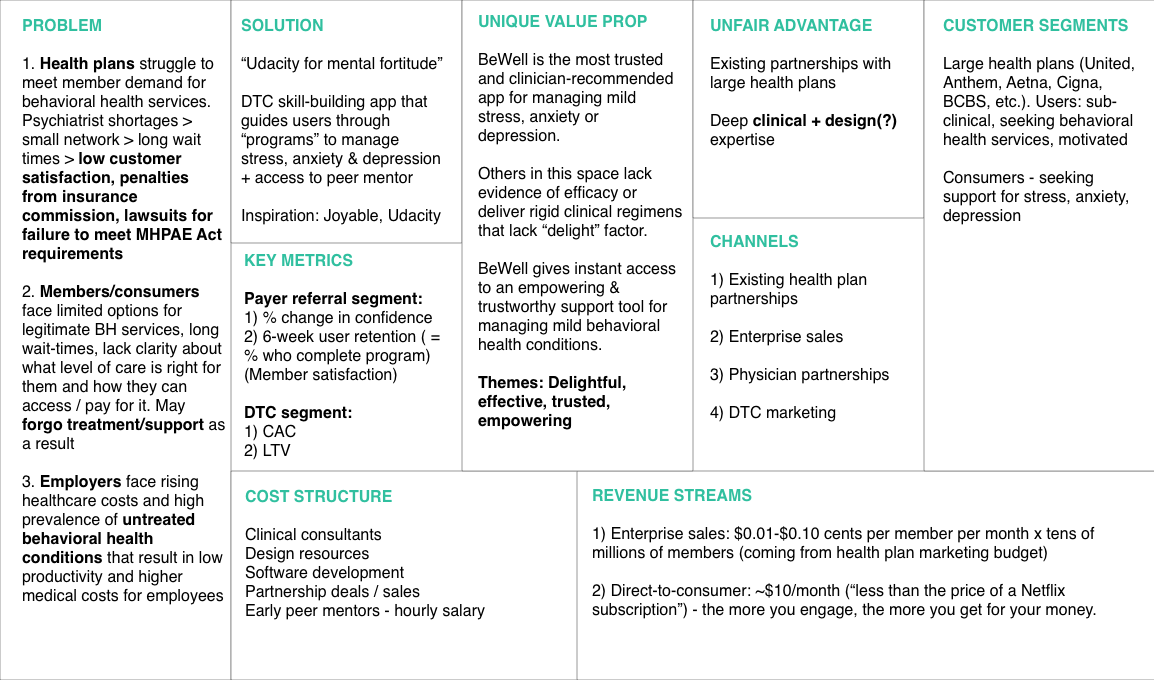 PROBLEM
1. Health plans struggle to
meet member demand for
behavioral health services.
Psychiatrist shortages >
small network > long wait
times > low customer
satisfaction, penalties
from insurance
commission, lawsuits for
failure to meet MHPAE Act
requirements
2. Members/consumers
face limited options for
legitimate BH services, long
wait-times, lack clarity about
what level of care is right for
them and how they can
access / pay for it. May
forgo treatment/support as
a result
3. Employers face rising
healthcare costs and high
prevalence of untreated
behavioral health
conditions that result in low
productivity and higher
medical costs for employees
SOLUTION
“Udacity for mental fortitude”
DTC skill-building app that
guides users through
“programs” to manage
stress, anxiety & depression
+ access to peer mentor
Inspiration: Joyable, Udacity
KEY METRICS
Payer referral segment:
1) % change in confidence
2) 6-week user retention ( =
% who complete program)
(Member satisfaction)
DTC segment:
1) CAC
2) LTV
UNIQUE VALUE PROP
BeWell is the most trusted
and clinician-recommended
app for managing mild
stress, anxiety or
depression.
Others in this space lack
evidence of efficacy or
deliver rigid clinical regimens
that lack “delight” factor.
BeWell gives instant access
to an empowering &
trustworthy support tool for
managing mild behavioral
health conditions.
Themes: Delightful,
effective, trusted,
empowering
UNFAIR ADVANTAGE
Existing partnerships with
large health plans
Deep clinical + design(?)
expertise
CHANNELS
1) Existing health plan
partnerships
2) Enterprise sales
3) Physician partnerships
4) DTC marketing
CUSTOMER SEGMENTS
Large health plans (United,
Anthem, Aetna, Cigna,
BCBS, etc.). Users: sub-
clinical, seeking behavioral
health services, motivated
Consumers - seeking
support for stress, anxiety,
depression
COST STRUCTURE
Clinical consultants
Design resources
Software development
Partnership deals / sales
Early peer mentors - hourly salary
REVENUE STREAMS
1) Enterprise sales: $0.01-$0.10 cents per member per month x tens of
millions of members (coming from health plan marketing budget)
2) Direct-to-consumer: ~$10/month (“less than the price of a Netflix
subscription”) - the more you engage, the more you get for your money.